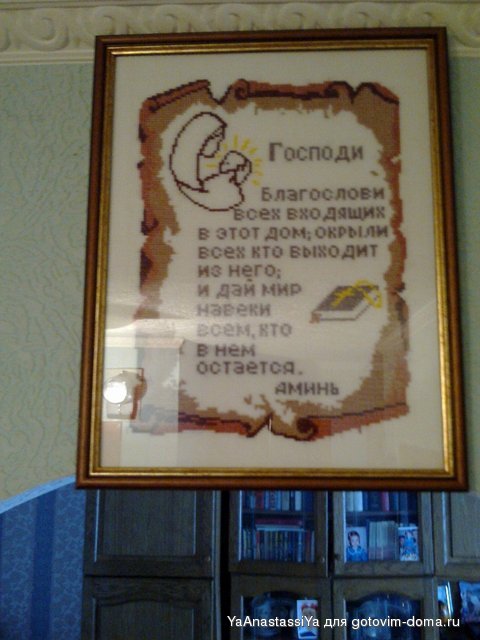 Господи
Благослови
всех входящих
в этот дом; окрыли
всех кто выходит
из него;
и дай мир
навеки
всем, кто
в нем
остается.
Аминь
YaAnastassiYa для gotovim-doma.ru